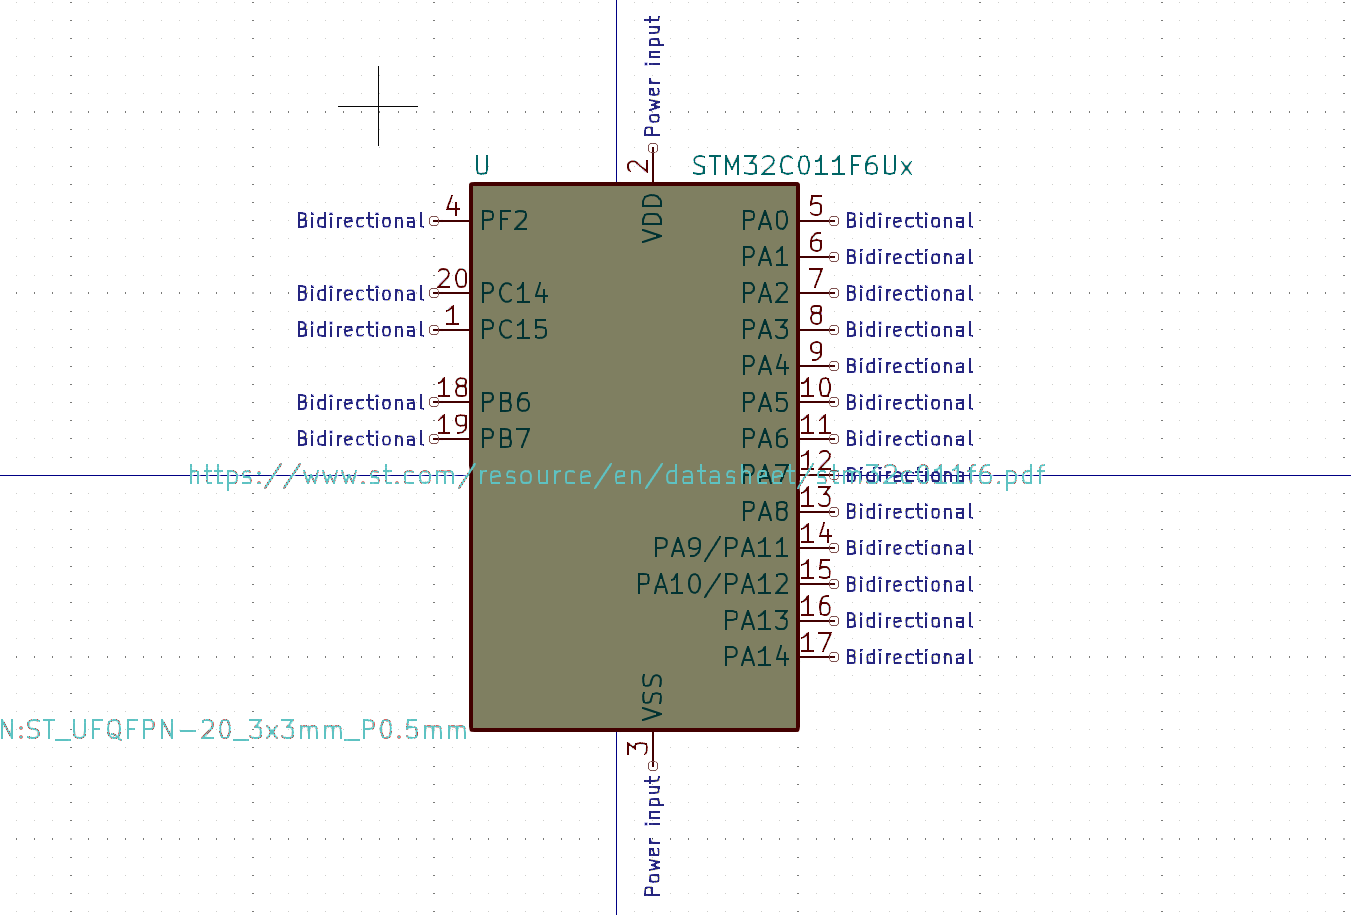 Power input
2
U STM32C011F6Ux
VDD
Bidirectional 4 PF2 PA0 5 Bidirectional
PA1 6 Bidirectional
Bidirectional 20 PC14 PA2 7 Bidirectional
Bidirectional 1 PC15 PA3 8 Bidirectional
PA4 9 Bidirectional
Bidirectional 18 PB6 PA5 10 Bidirectional
Bidirectional 19 PB7 PA6 11 Bidirectional
PA7 12 Bidirectional
https://www.st.com/resource/en/datasheet/stm32c011f6.pdf
PA8 13 Bidirectional
PA9/PA11 14 Bidirectional
PA10/PA12 15 Bidirectional
PA13 16 Bidirectional
PA14 17 Bidirectional
VSS
N:ST_UFQFPN-20_3x3mm_P0.5mm
3
Power input